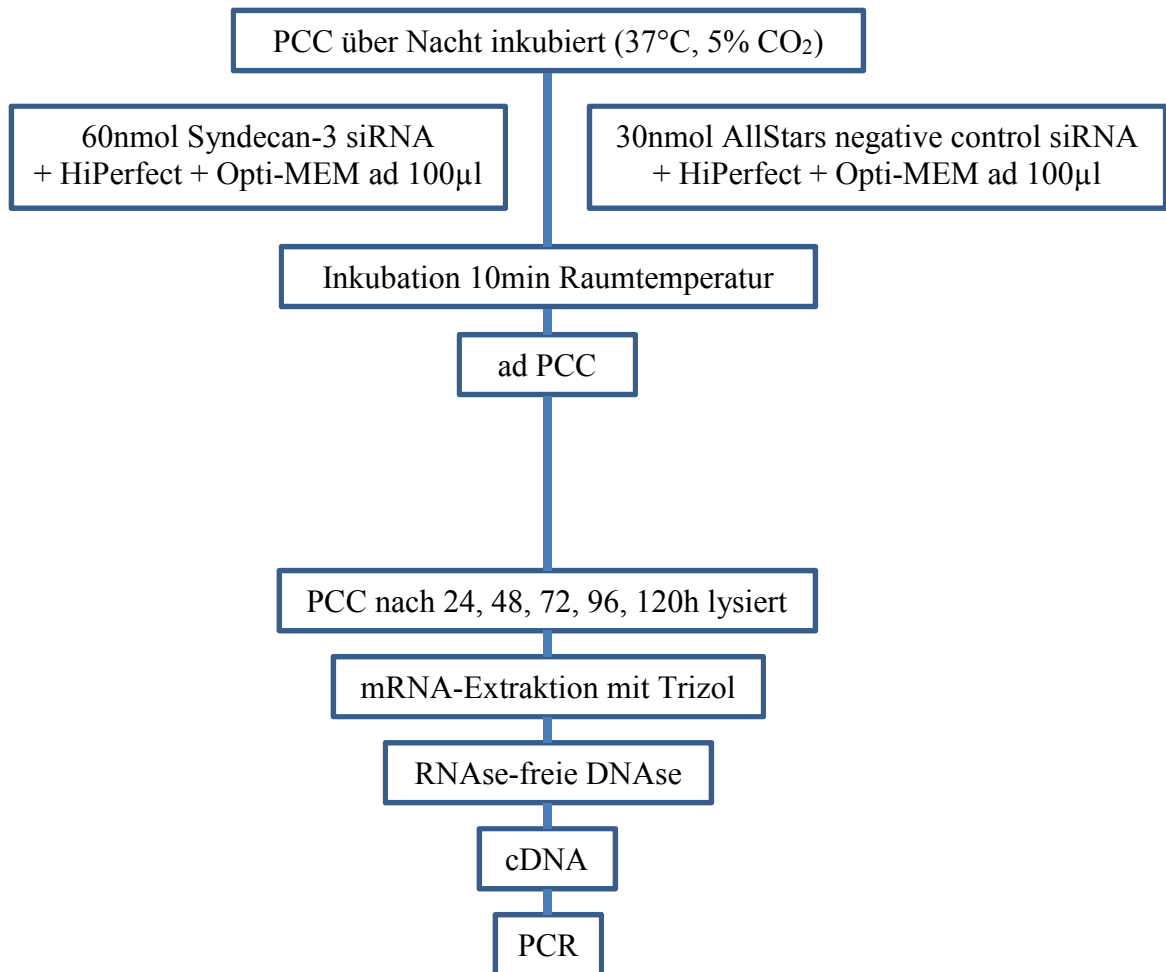 PCC über Nacht inkubiert (37°C, 5% CO₂)
60nmol Syndecan-3 siRNA
+ HiPerfect + Opti-MEM ad 100µl
30nmol AllStars negative control siRNA
+ HiPerfect + Opti-MEM ad 100µl
Inkubation 10min Raumtemperatur
ad PCC
PCC nach 24, 48, 72, 96, 120h lysiert
mRNA-Extraktion mit Trizol
RNAse-freie DNAse
cDNA
PCR